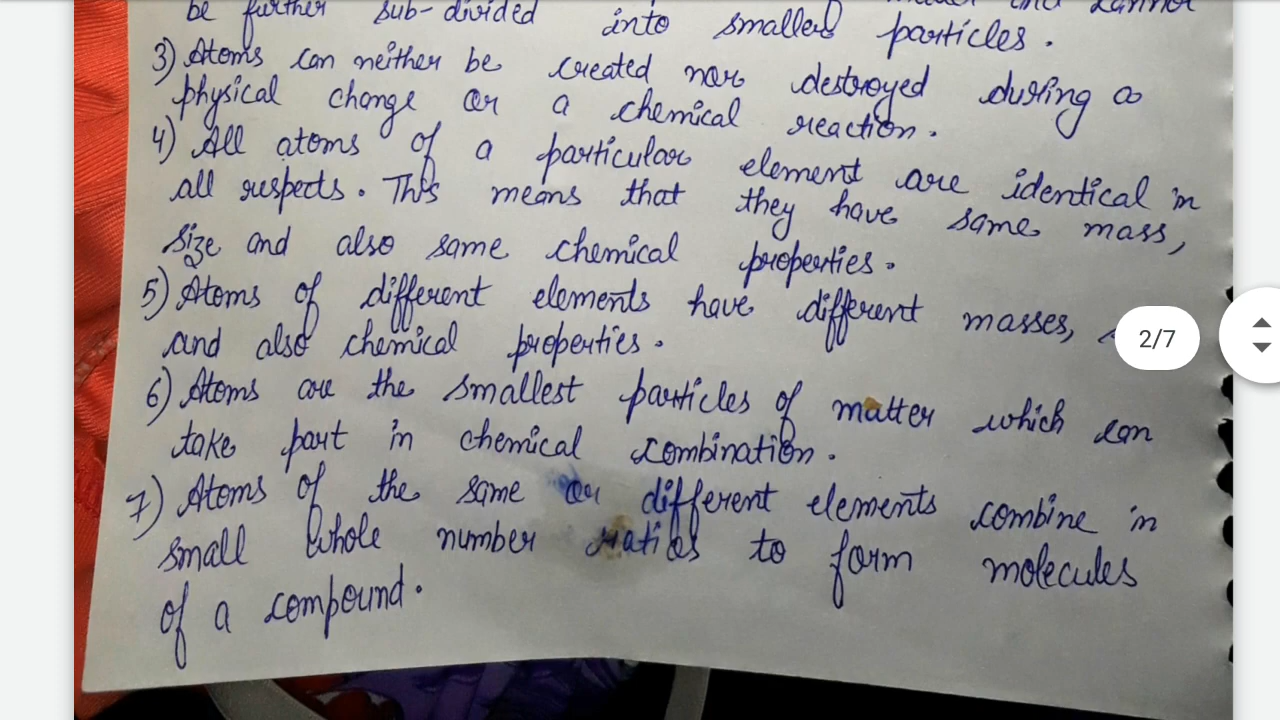 be further sub-divided into smaller particles.
3) Atoms can neither be created nor destroyed during a
physical change or a chemical reaction.
4) All atoms of a particular element are identical in
all respects. This means that they have same mass,
size and also same chemical properties.
5) Atoms of different elements have different masses,
and also chemical properties.
6) Atoms are the smallest particles of matter which can
take part in chemical combination.
7) Atoms of the same or different elements combine in
small whole number ratios to form molecules
of a compound.
2/7